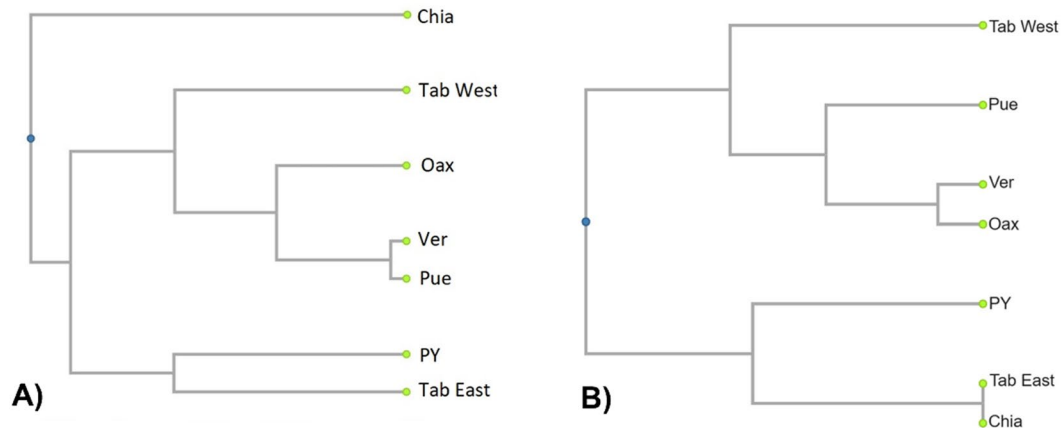 Chia
Tab West
Oax
Ver
Pue
PY
Tab East
A)
Tab West
Pue
Ver
Oax
PY
Tab East
Chia
B)